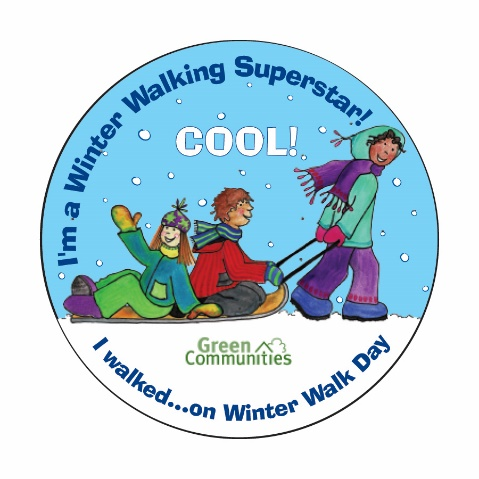 I'm a Winter Walking Superstar!
COOL!
Green
Communities
I walked...on Winter Walk Day